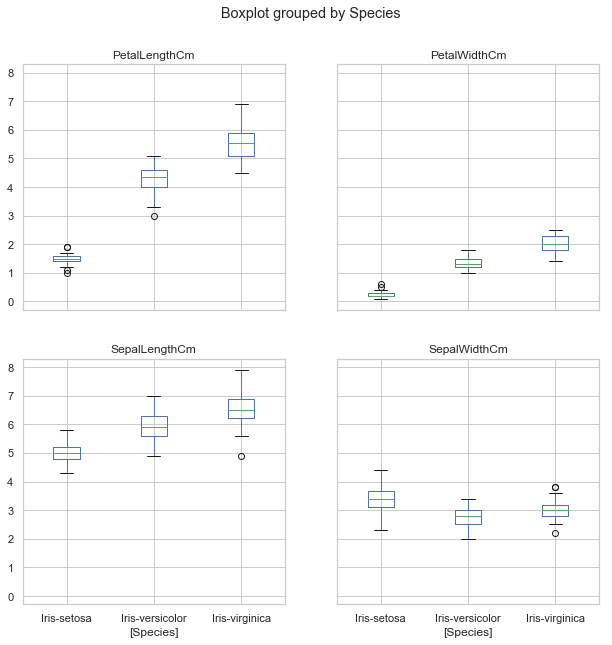 Boxplot grouped by Species
PetalLengthCm
PetalWidthCm
8
7
6
5
4
3
2
1
0
SepalLengthCm
SepalWidthCm
8
7
6
5
4
3
2
1
0
Iris-setosa Iris-versicolor Iris-virginica
[Species]
Iris-setosa Iris-versicolor Iris-virginica
[Species]